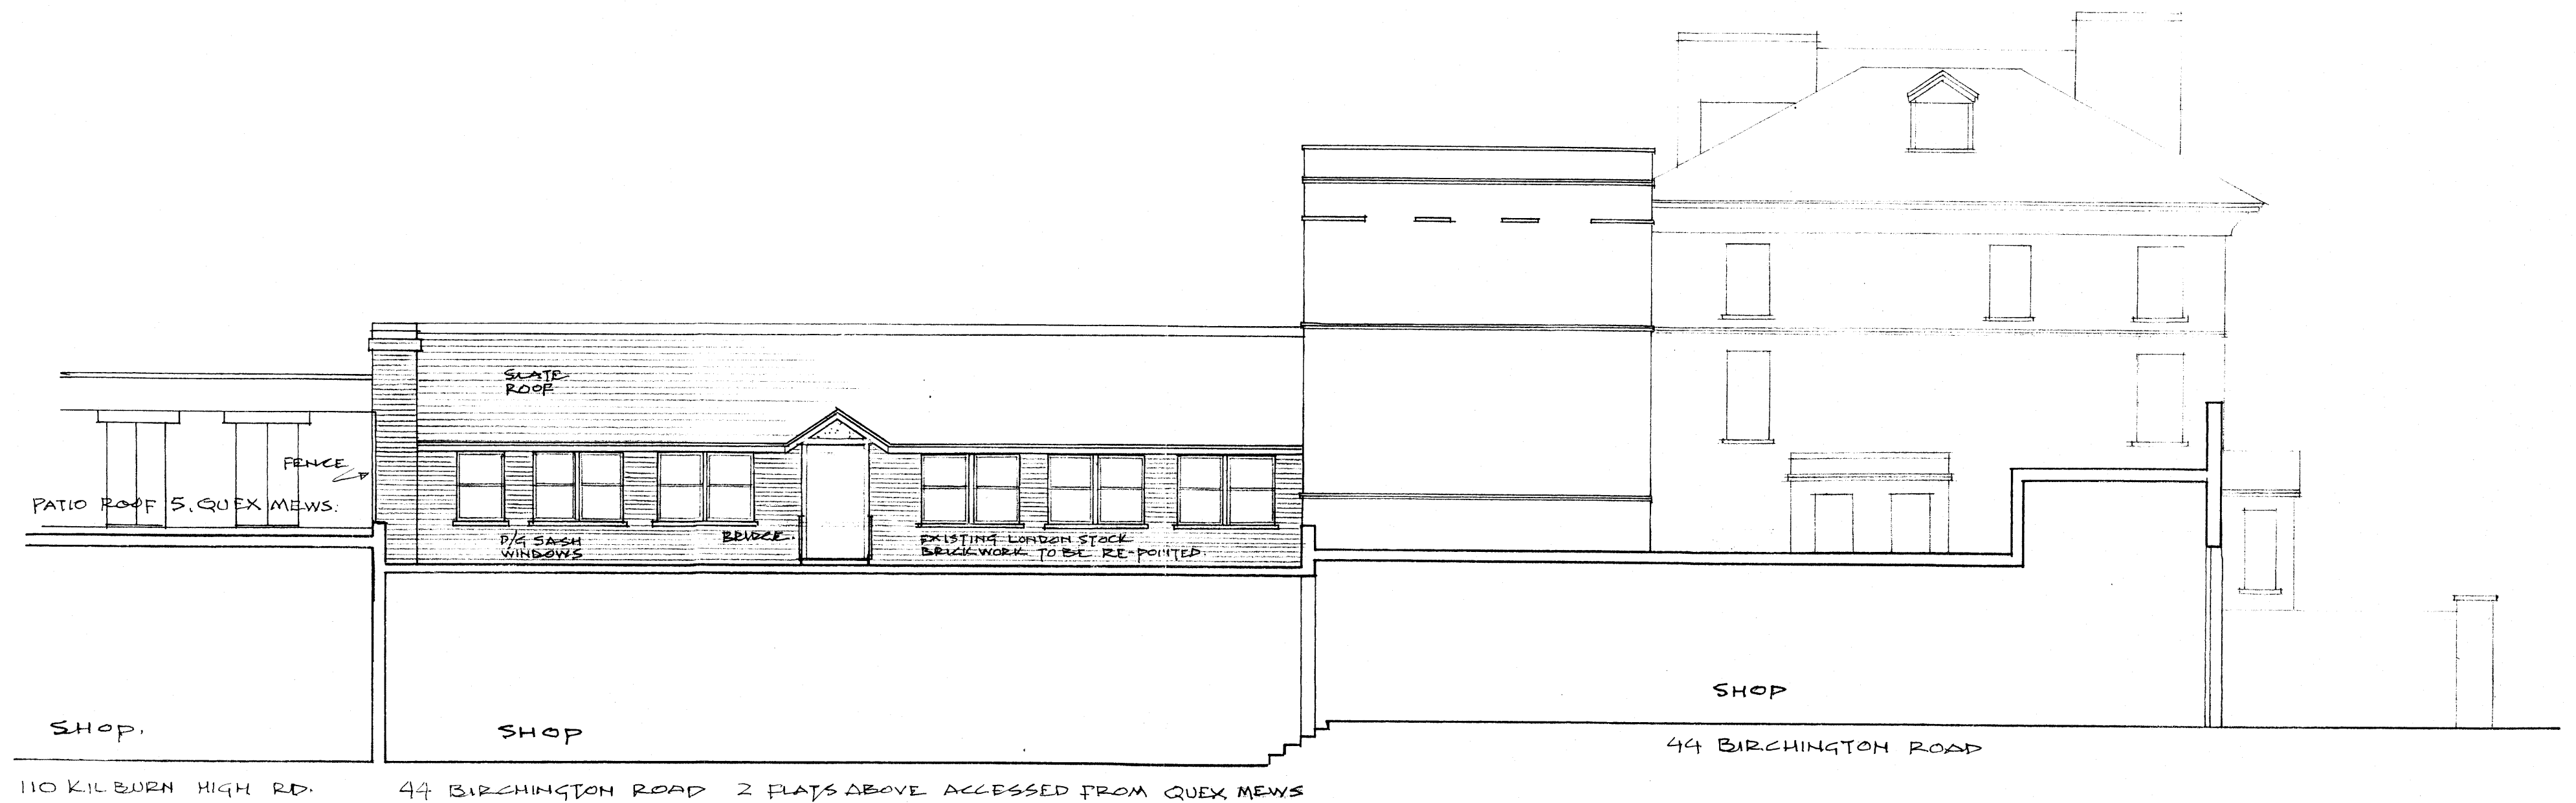 SLATE
ROOF
FENCE
PATIO ROOF 5. QUEX MEWS.
D/G SASH
WINDOWS
BRIDGE.
EXISTING LONDON STOCK
BRICKWORK TO BE RE-POINTED.
SHOP.
SHOP
SHOP
44 BIRCHINGTON ROAD
110 KILBURN HIGH RD.
44 BIRCHINGTON ROAD 2 FLATS ABOVE ACCESSED FROM QUEX MEWS